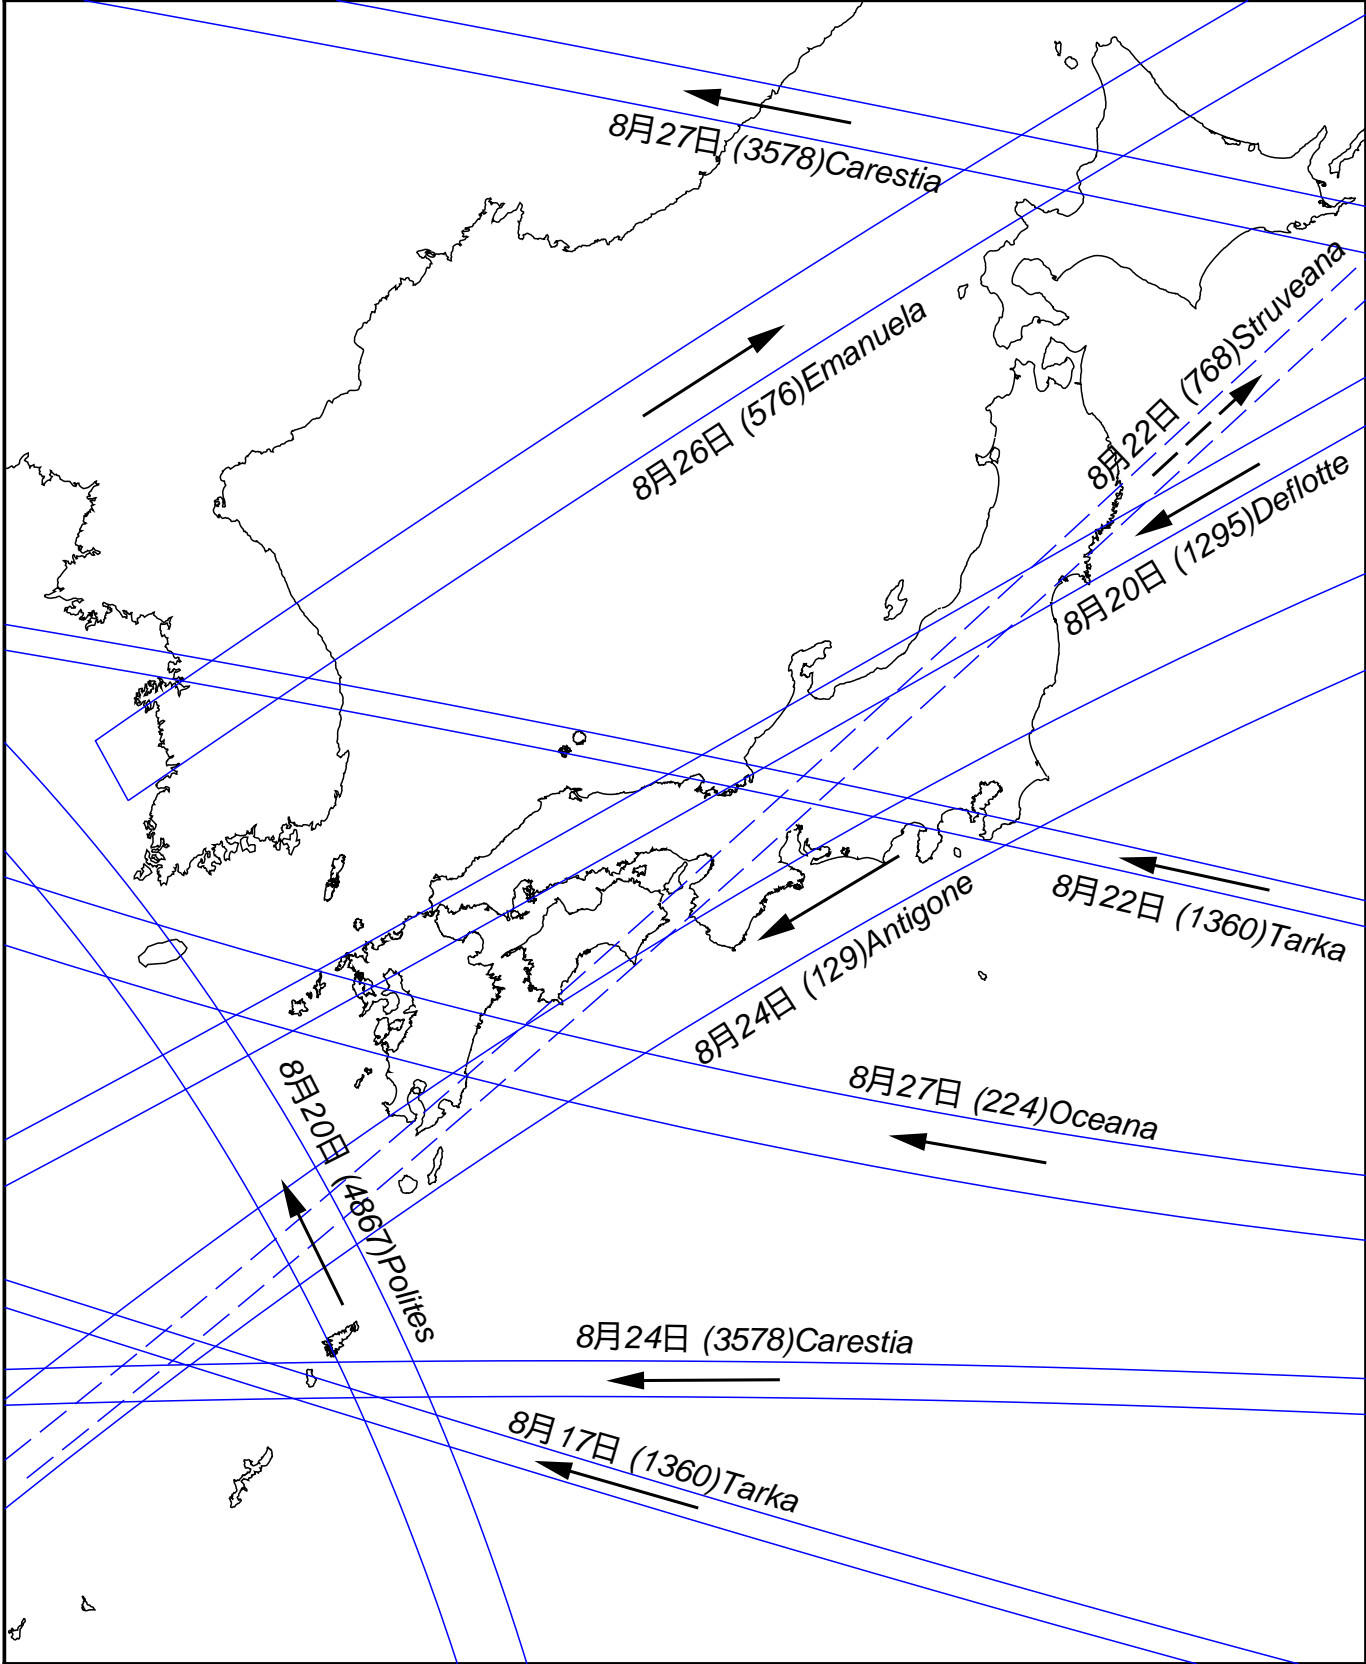 8月27日 (3578)Carestia
8月26日 (576)Emanuela
8月22日 (768)Struveana
8月20日 (1295)Deflotte
8月22日 (1360)Tarka
8月24日 (129)Antigone
8月27日 (224)Oceana
8月20日 (4867)Polites
8月24日 (3578)Carestia
8月17日 (1360)Tarka